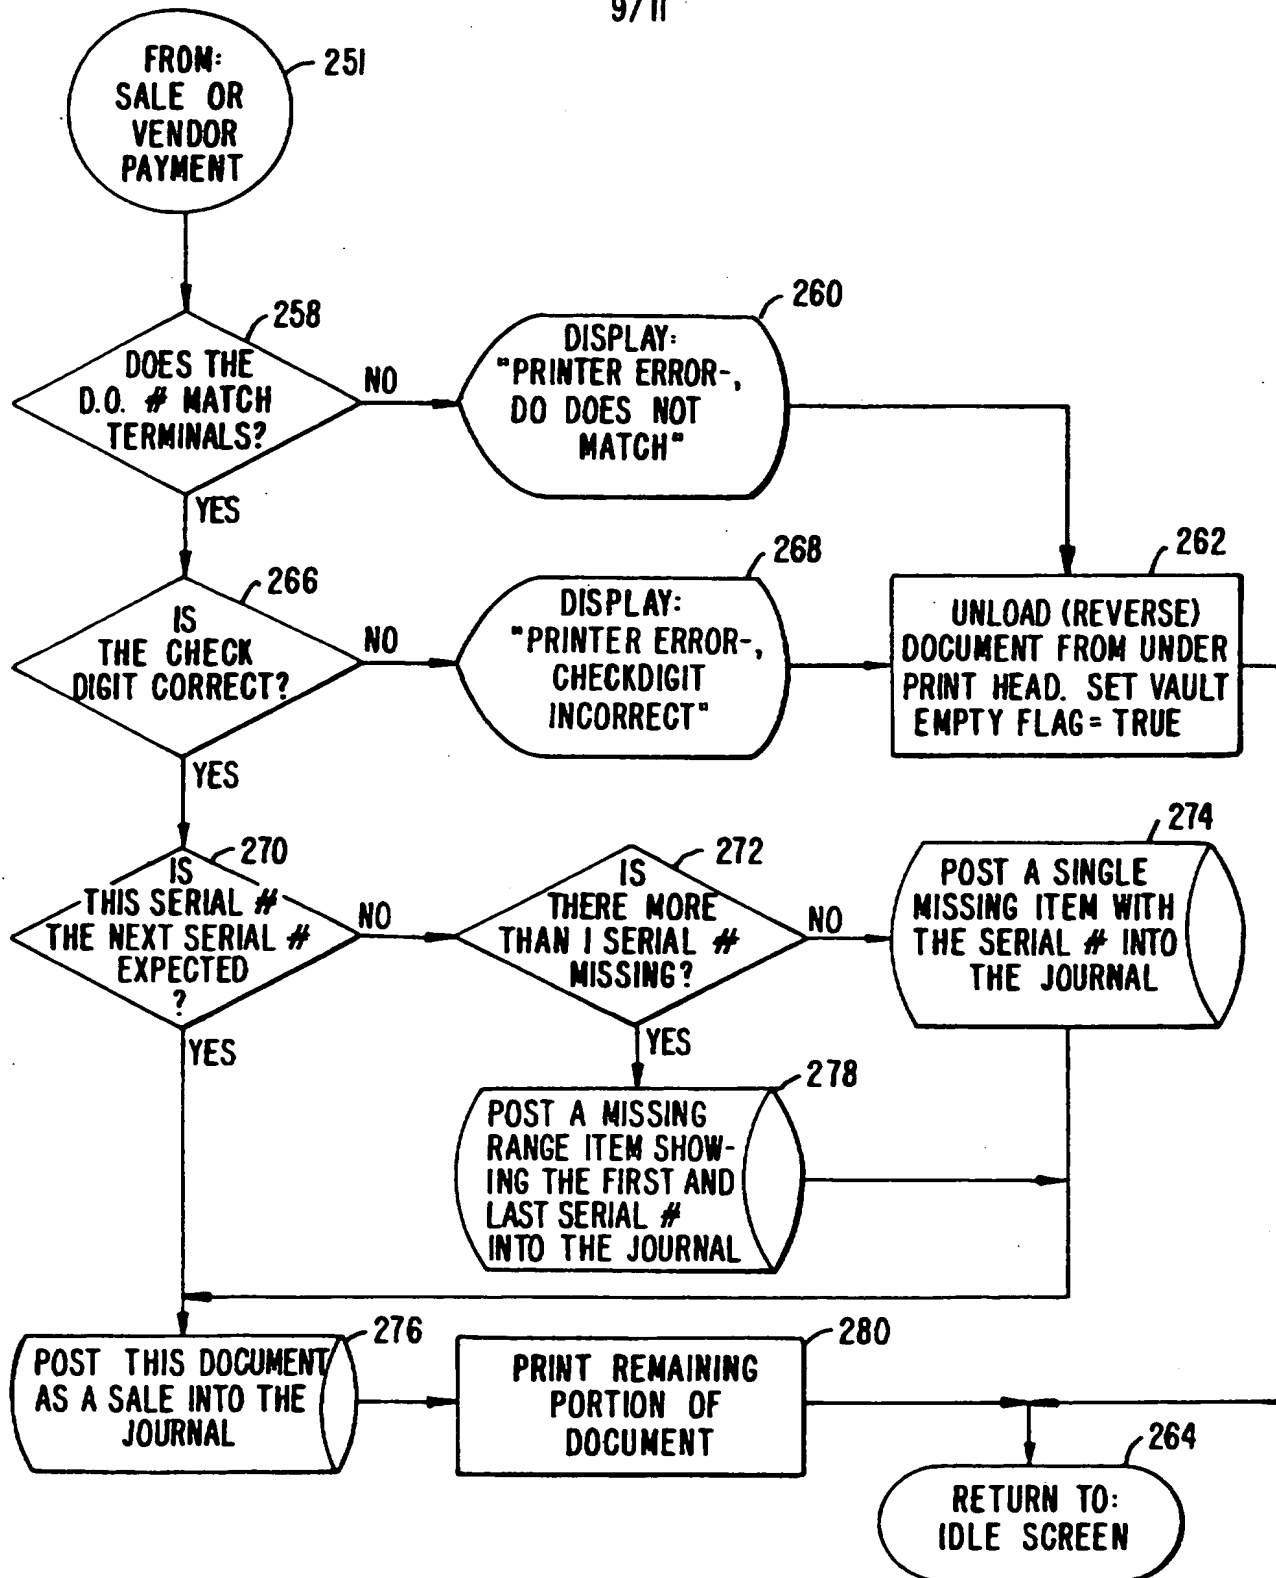 9/11
FROM:
SALE OR
VENDOR
PAYMENT
251
258
DOES THE
D.O. # MATCH
TERMINALS?
NO
YES
260
DISPLAY:
"PRINTER ERROR-,
DO DOES NOT
MATCH"
266
IS
THE CHECK
DIGIT CORRECT?
NO
YES
268
DISPLAY:
"PRINTER ERROR-,
CHECKDIGIT
INCORRECT"
262
UNLOAD (REVERSE)
DOCUMENT FROM UNDER
PRINT HEAD. SET VAULT
EMPTY FLAG = TRUE
270
IS
THIS SERIAL #
THE NEXT SERIAL #
EXPECTED
?
NO
YES
272
IS
THERE MORE
THAN 1 SERIAL #
MISSING?
NO
YES
274
POST A SINGLE
MISSING ITEM WITH
THE SERIAL # INTO
THE JOURNAL
278
POST A MISSING
RANGE ITEM SHOW-
ING THE FIRST AND
LAST SERIAL #
INTO THE JOURNAL
276
POST THIS DOCUMENT
AS A SALE INTO THE
JOURNAL
280
PRINT REMAINING
PORTION OF
DOCUMENT
264
RETURN TO:
IDLE SCREEN